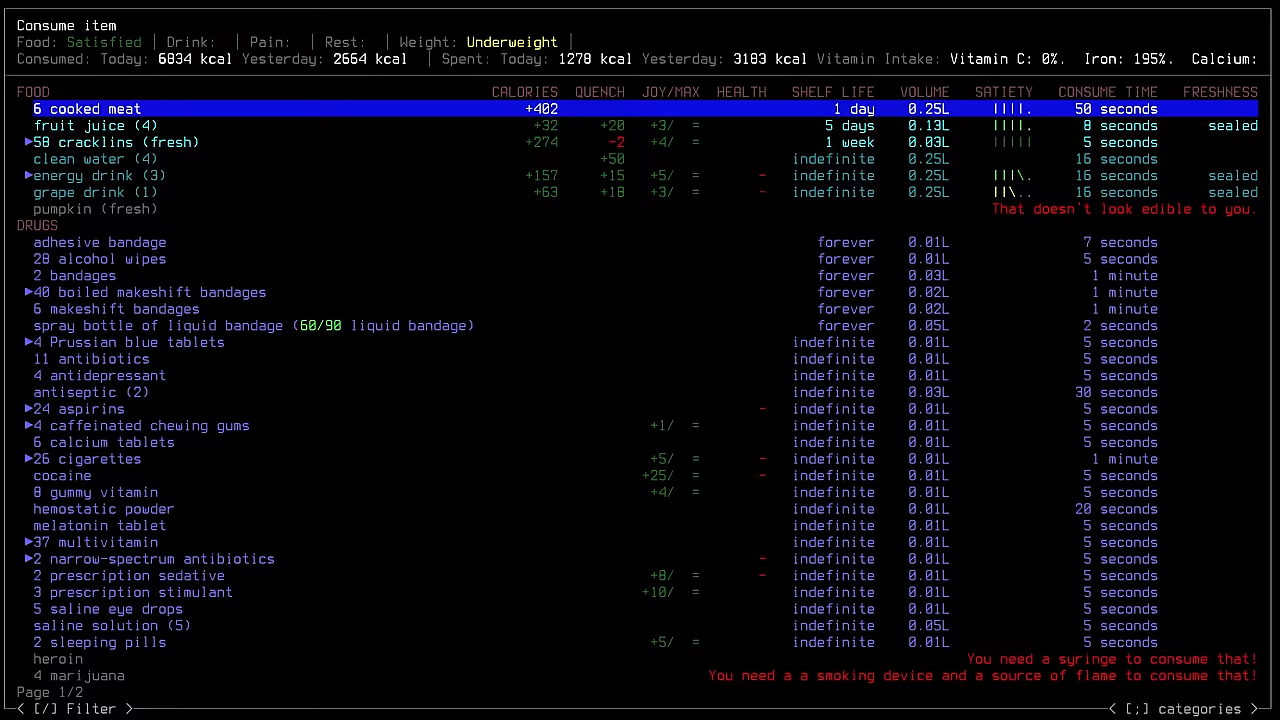 Consume item
Food: Satisfied | Drink: | Pain: | Rest: | Weight: Underweight |
Consumed: Today: 6834 kcal Yesterday: 2664 kcal | Spent: Today: 1278 kcal Yesterday: 3183 kcal Vitamin Intake: Vitamin C: 0%. Iron: 195%. Calcium:
FOOD CALORIES QUENCH JOY/MAX HEALTH SHELF LIFE VOLUME SATIETY CONSUME TIME FRESHNESS
6 cooked meat +402 1 day 0.25L ||||. 50 seconds
fruit juice (4) +32 +20 +3/ = 5 days 0.13L ||||. 8 seconds sealed
▶58 cracklins (fresh) +274 -2 +4/ = 1 week 0.03L ||||| 5 seconds
clean water (4) +50 indefinite 0.25L 16 seconds
▶energy drink (3) +157 +15 +5/ = - indefinite 0.25L |||\. 16 seconds sealed
grape drink (1) +63 +18 +3/ = - indefinite 0.25L ||\.. 16 seconds sealed
pumpkin (fresh) That doesn't look edible to you.
DRUGS
adhesive bandage forever 0.01L 7 seconds
28 alcohol wipes forever 0.01L 5 seconds
2 bandages forever 0.03L 1 minute
▶40 boiled makeshift bandages forever 0.02L 1 minute
6 makeshift bandages forever 0.02L 1 minute
spray bottle of liquid bandage (60/90 liquid bandage) forever 0.05L 2 seconds
▶4 Prussian blue tablets indefinite 0.01L 5 seconds
11 antibiotics indefinite 0.01L 5 seconds
4 antidepressant indefinite 0.01L 5 seconds
antiseptic (2) indefinite 0.03L 30 seconds
▶24 aspirins - indefinite 0.01L 5 seconds
▶4 caffeinated chewing gums +1/ = indefinite 0.01L 5 seconds
6 calcium tablets indefinite 0.01L 5 seconds
▶26 cigarettes +5/ = - indefinite 0.01L 1 minute
cocaine +25/ = - indefinite 0.01L 5 seconds
8 gummy vitamin +4/ = indefinite 0.01L 5 seconds
hemostatic powder indefinite 0.01L 20 seconds
melatonin tablet indefinite 0.01L 5 seconds
▶37 multivitamin indefinite 0.01L 5 seconds
▶2 narrow-spectrum antibiotics - indefinite 0.01L 5 seconds
2 prescription sedative +8/ = - indefinite 0.01L 5 seconds
3 prescription stimulant +10/ = indefinite 0.01L 5 seconds
5 saline eye drops indefinite 0.01L 5 seconds
saline solution (5) indefinite 0.05L 5 seconds
2 sleeping pills +5/ = indefinite 0.01L 5 seconds
heroin You need a syringe to consume that!
4 marijuana You need a a smoking device and a source of flame to consume that!
Page 1/2
< [/] Filter > < [;] categories >